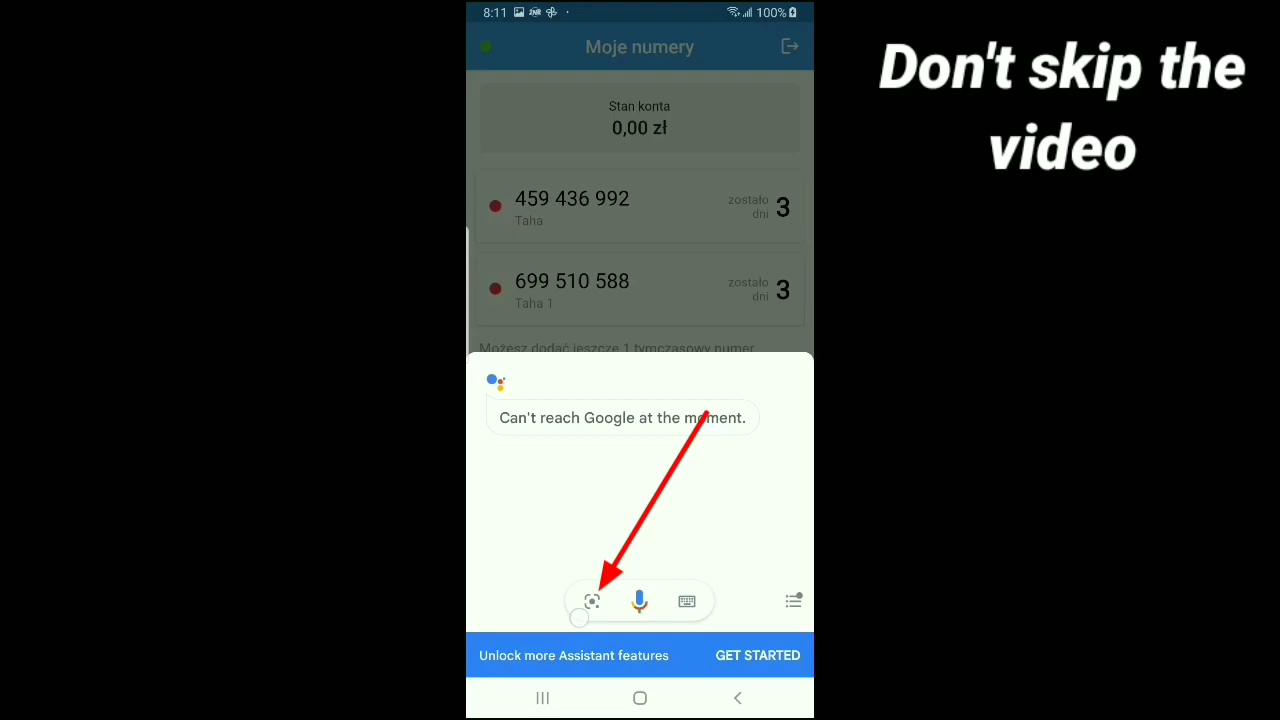 8:11
100%
Don't skip the
video
Moje numery
Stan konta
0,00 zł
459 436 992
Taha
zostało
dni
3
699 510 588
Taha 1
zostało
dni
3
Możesz dodać jeszcze 1 tymczasowy numer
Can't reach Google at the moment.
Unlock more Assistant features
GET STARTED